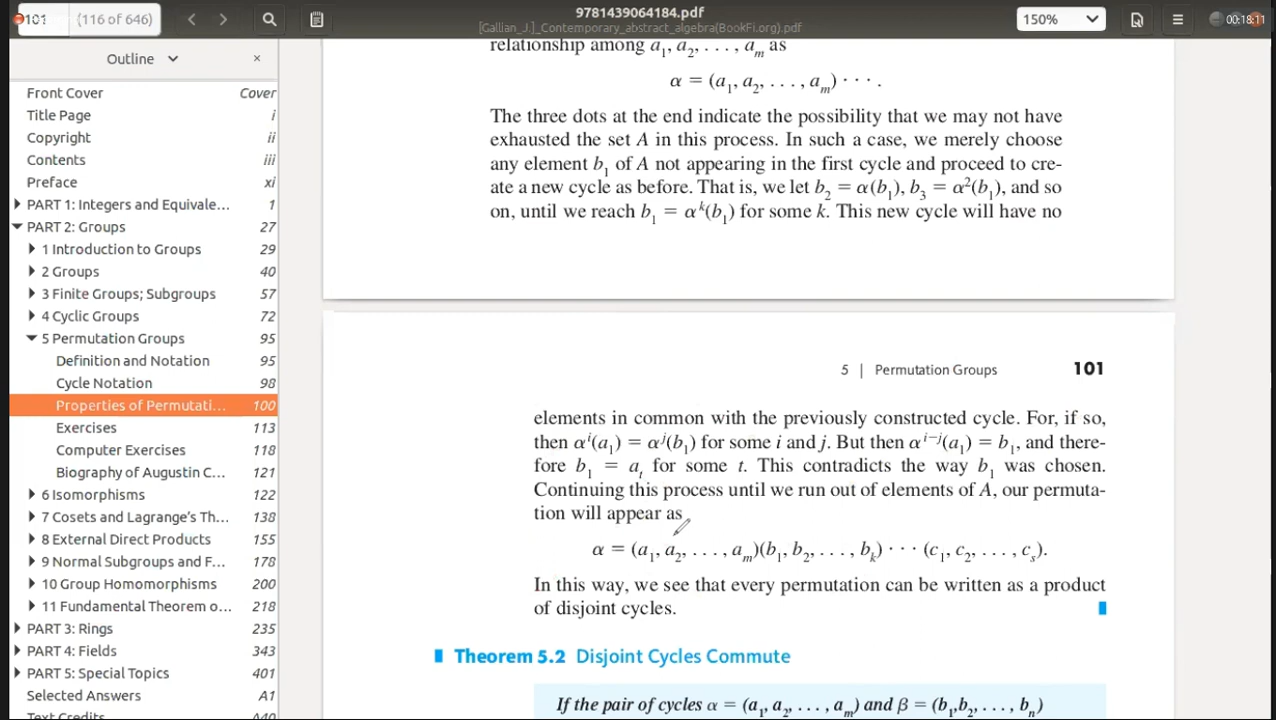 101 (116 of 646)
9781439064184.pdf
[Gallian_J.]_Contemporary_abstract_algebra(BookFi.org).pdf
150%
00:18:11
Outline
Front Cover Cover
Title Page i
Copyright ii
Contents iii
Preface xi
PART 1: Integers and Equivale... 1
PART 2: Groups 27
1 Introduction to Groups 29
2 Groups 40
3 Finite Groups; Subgroups 57
4 Cyclic Groups 72
5 Permutation Groups 95
Definition and Notation 95
Cycle Notation 98
Properties of Permutati... 100
Exercises 113
Computer Exercises 118
Biography of Augustin C... 121
6 Isomorphisms 122
7 Cosets and Lagrange's Th... 138
8 External Direct Products 155
9 Normal Subgroups and F... 178
10 Group Homomorphisms 200
11 Fundamental Theorem o... 218
PART 3: Rings 235
PART 4: Fields 343
PART 5: Special Topics 401
Selected Answers A1
Text Credits A40
relationship among a₁, a₂, . . . , aₘ as
α = (a₁, a₂, . . . , aₘ) · · · .
The three dots at the end indicate the possibility that we may not have
exhausted the set A in this process. In such a case, we merely choose
any element b₁ of A not appearing in the first cycle and proceed to cre-
ate a new cycle as before. That is, we let b₂ = α(b₁), b₃ = α²(b₁), and so
on, until we reach b₁ = αᵏ(b₁) for some k. This new cycle will have no
5 | Permutation Groups 101
elements in common with the previously constructed cycle. For, if so,
then αⁱ(a₁) = αʲ(b₁) for some i and j. But then αⁱ⁻ʲ(a₁) = b₁, and there-
fore b₁ = aₜ for some t. This contradicts the way b₁ was chosen.
Continuing this process until we run out of elements of A, our permuta-
tion will appear as
α = (a₁, a₂, . . . , aₘ)(b₁, b₂, . . . , bₖ) · · · (c₁, c₂, . . . , cₛ).
In this way, we see that every permutation can be written as a product
of disjoint cycles.
Theorem 5.2 Disjoint Cycles Commute
If the pair of cycles α = (a₁, a₂, . . . , aₘ) and β = (b₁,b₂, . . . , bₙ)